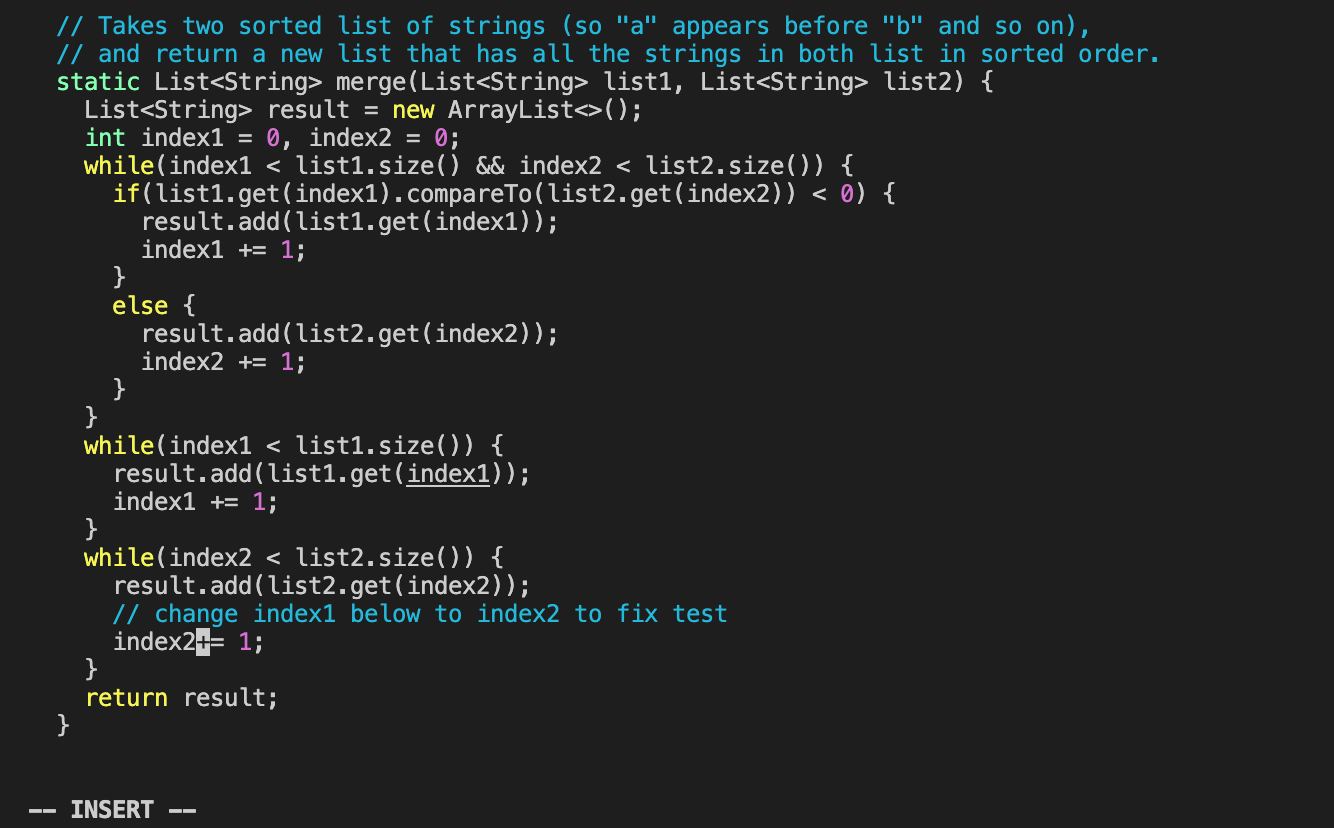 // Takes two sorted list of strings (so "a" appears before "b" and so on),
// and return a new list that has all the strings in both list in sorted order.
static List<String> merge(List<String> list1, List<String> list2) {
  List<String> result = new ArrayList<>();
  int index1 = 0, index2 = 0;
  while(index1 < list1.size() && index2 < list2.size()) {
    if(list1.get(index1).compareTo(list2.get(index2)) < 0) {
      result.add(list1.get(index1));
      index1 += 1;
    }
    else {
      result.add(list2.get(index2));
      index2 += 1;
    }
  }
  while(index1 < list1.size()) {
    result.add(list1.get(index1));
    index1 += 1;
  }
  while(index2 < list2.size()) {
    result.add(list2.get(index2));
    // change index1 below to index2 to fix test
    index2+= 1;
  }
  return result;
}
-- INSERT --